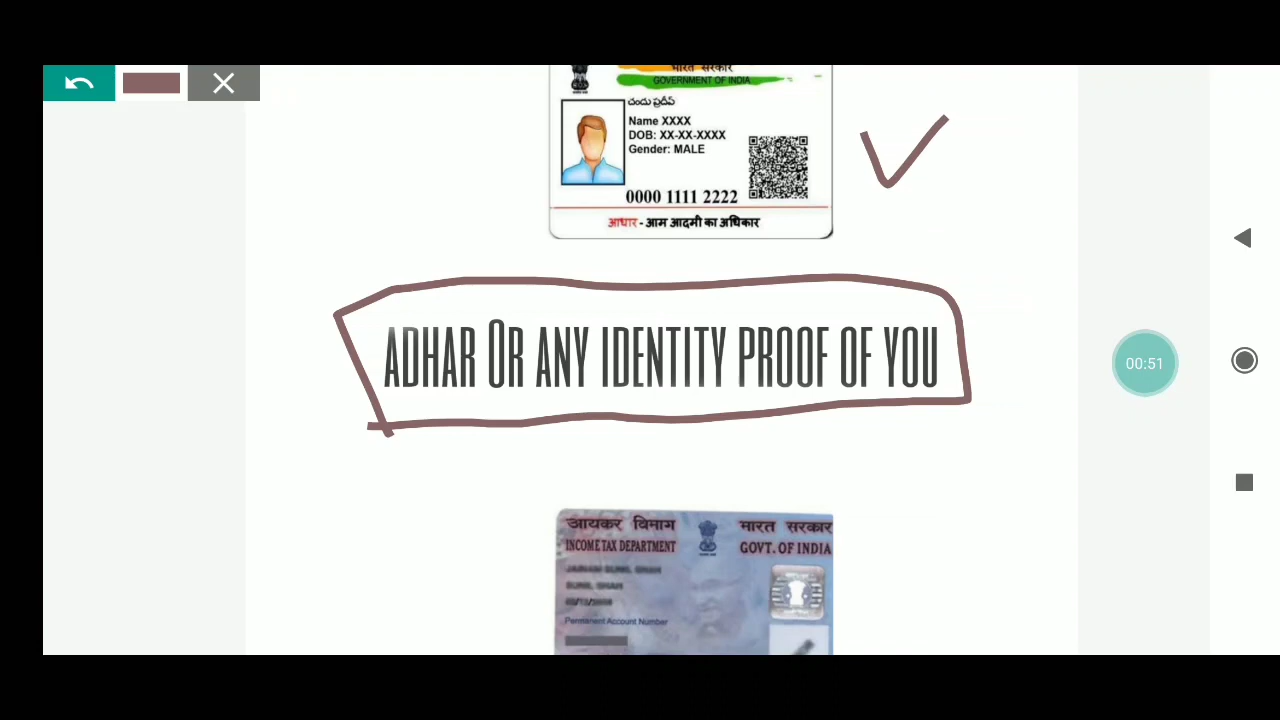 भारत सरकार
GOVERNMENT OF INDIA
చందు ప్రదీప్
Name XXXX
DOB: XX-XX-XXXX
Gender: MALE
0000 1111 2222
आधार - आम आदमी का अधिकार
ADHAR OR ANY IDENTITY PROOF OF YOU
00:51
आयकर विभाग
भारत सरकार
INCOME TAX DEPARTMENT
GOVT. OF INDIA
Permanent Account Number